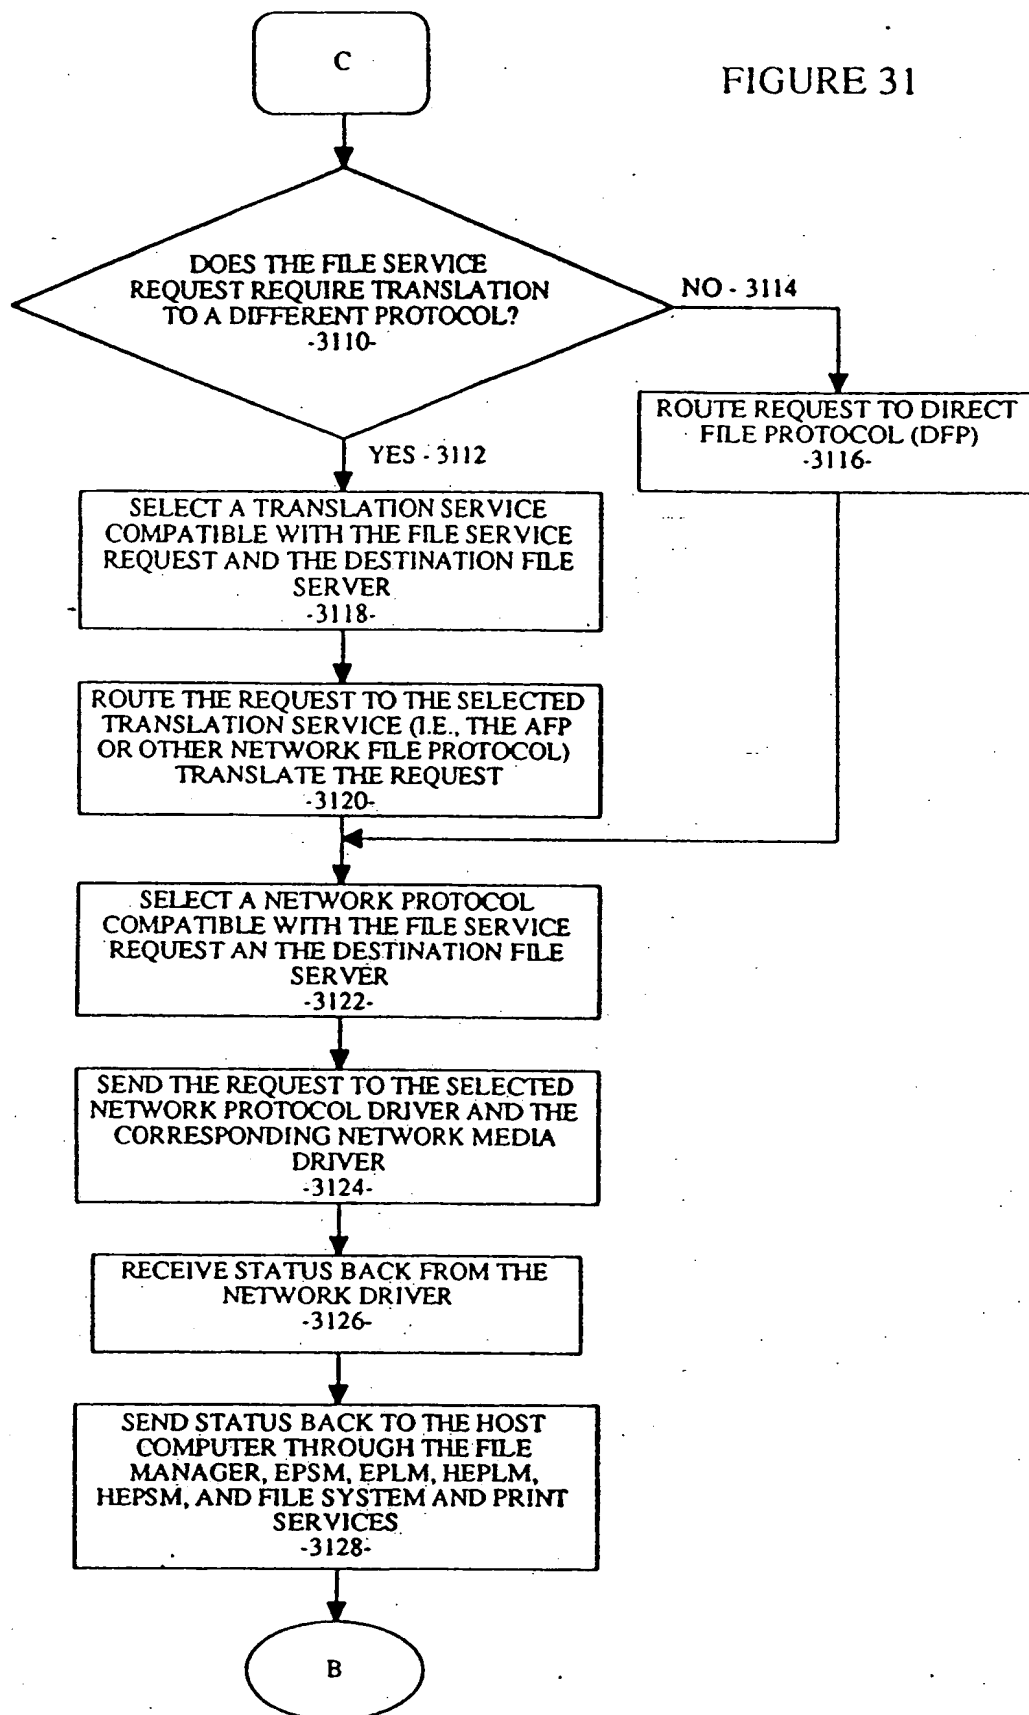 C
FIGURE 31
DOES THE FILE SERVICE
REQUEST REQUIRE TRANSLATION
TO A DIFFERENT PROTOCOL?
-3110-
NO - 3114
ROUTE REQUEST TO DIRECT
FILE PROTOCOL (DFP)
-3116-
YES - 3112
SELECT A TRANSLATION SERVICE
COMPATIBLE WITH THE FILE SERVICE
REQUEST AND THE DESTINATION FILE
SERVER
-3118-
ROUTE THE REQUEST TO THE SELECTED
TRANSLATION SERVICE (I.E., THE AFP
OR OTHER NETWORK FILE PROTOCOL)
TRANSLATE THE REQUEST
-3120-
SELECT A NETWORK PROTOCOL
COMPATIBLE WITH THE FILE SERVICE
REQUEST AN THE DESTINATION FILE
SERVER
-3122-
SEND THE REQUEST TO THE SELECTED
NETWORK PROTOCOL DRIVER AND THE
CORRESPONDING NETWORK MEDIA
DRIVER
-3124-
RECEIVE STATUS BACK FROM THE
NETWORK DRIVER
-3126-
SEND STATUS BACK TO THE HOST
COMPUTER THROUGH THE FILE
MANAGER, EPSM, EPLM, HEPLM,
HEPSM, AND FILE SYSTEM AND PRINT
SERVICES
-3128-
B